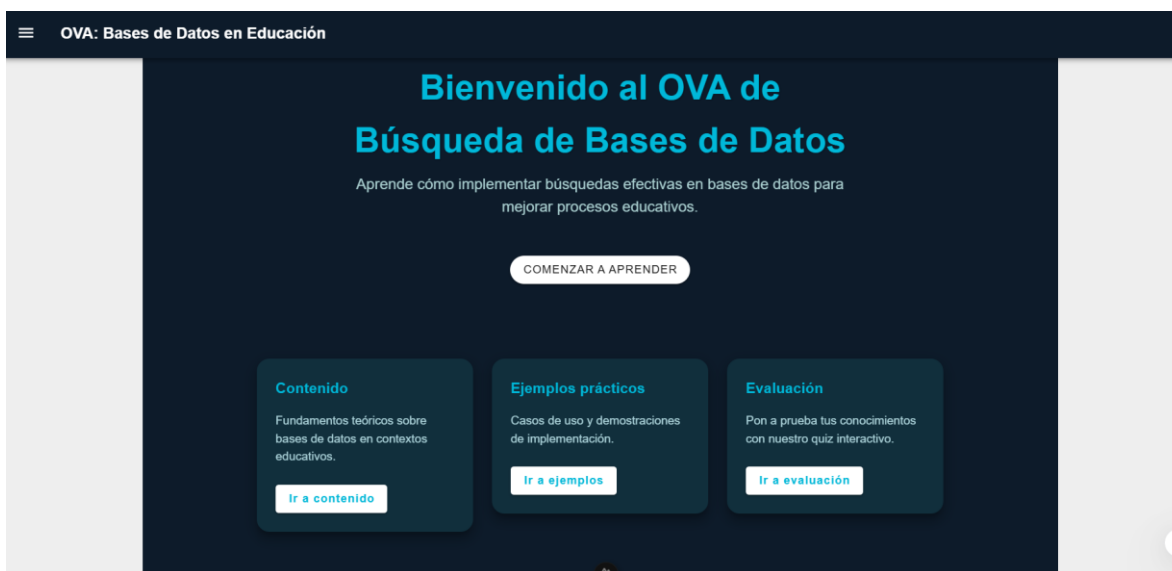 OVA: Bases de Datos en Educación
Bienvenido al OVA de
Búsqueda de Bases de Datos
Aprende cómo implementar búsquedas efectivas en bases de datos para
mejorar procesos educativos.
COMENZAR A APRENDER
Contenido
Fundamentos teóricos sobre
bases de datos en contextos
educativos.
Ir a contenido
Ejemplos prácticos
Casos de uso y demostraciones
de implementación.
Ir a ejemplos
Evaluación
Pon a prueba tus conocimientos
con nuestro quiz interactivo.
Ir a evaluación